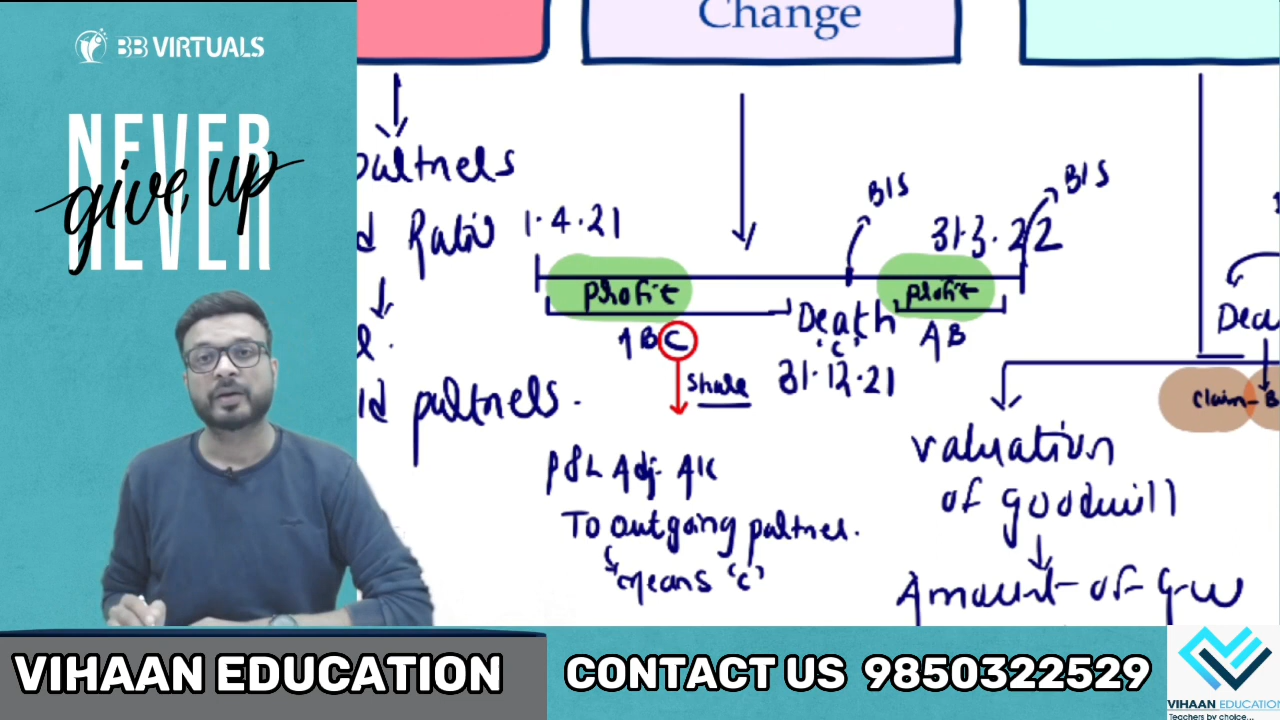 BB VIRTUALS
NEVER
give up
NEVER
Change
partners
Ratio
1.4.21
BIS
31.3.22
BIS
profit
profit
Death
"C"
31.12.21
ABC
AB
share
partners.
P&L Adj. A/c
To outgoing partner.
means "C"
valuation
of goodwill
Amount of G/W
claim
VIHAAN EDUCATION
CONTACT US 9850322529
VIHAAN EDUCATION
Teachers by choice...